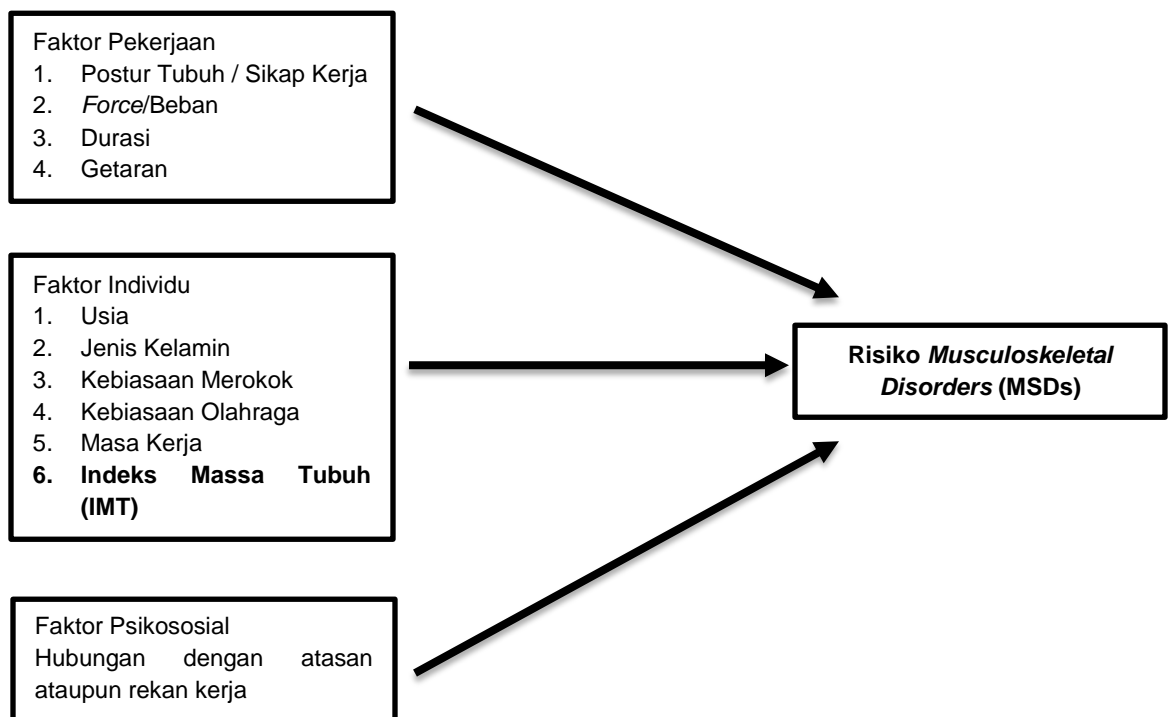 Faktor Pekerjaan
1. Postur Tubuh / Sikap Kerja
2. Force/Beban
3. Durasi
4. Getaran
Faktor Individu
1. Usia
2. Jenis Kelamin
3. Kebiasaan Merokok
4. Kebiasaan Olahraga
5. Masa Kerja
6. Indeks Massa Tubuh
(IMT)
Risiko Musculoskeletal
Disorders (MSDs)
Faktor Psikososial
Hubungan dengan atasan
ataupun rekan kerja